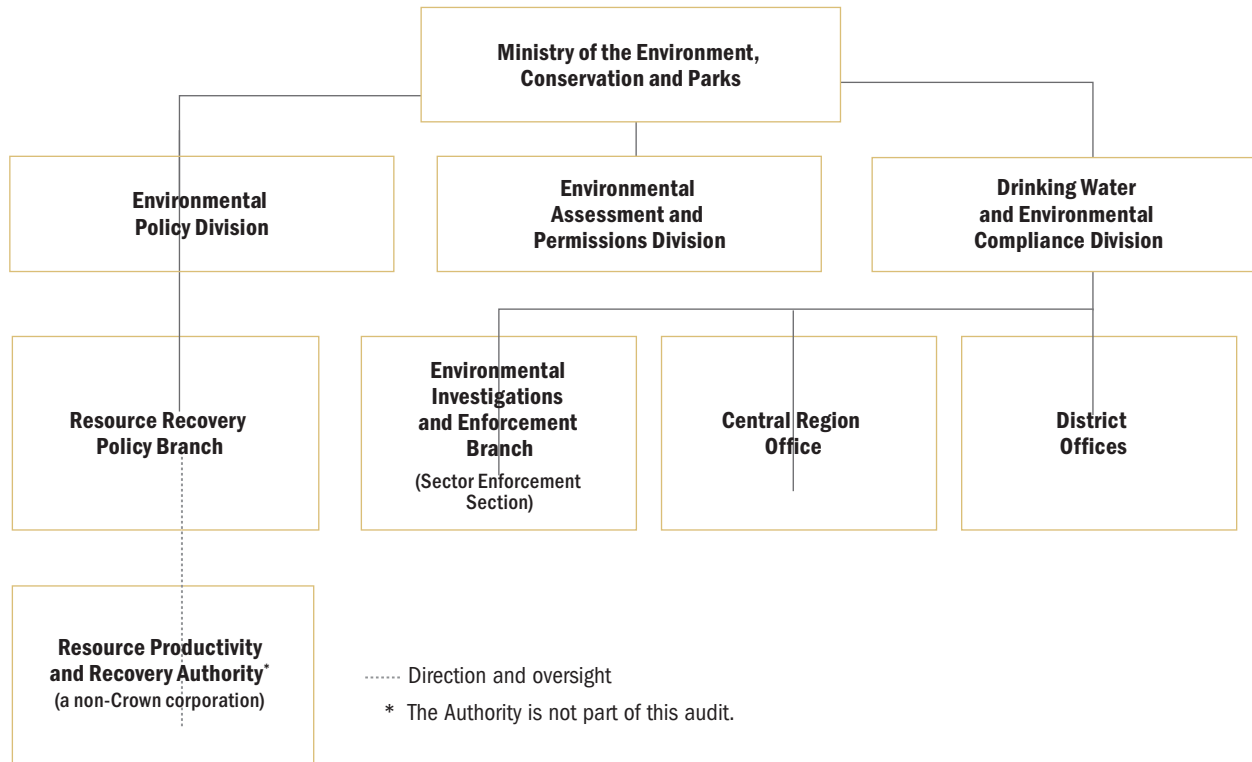 Ministry of the Environment,
Conservation and Parks
Environmental
Policy Division
Environmental
Assessment and
Permissions Division
Drinking Water
and Environmental
Compliance Division
Resource Recovery
Policy Branch
Environmental
Investigations
and Enforcement
Branch
(Sector Enforcement
Section)
Central Region
Office
District
Offices
Resource Productivity
and Recovery Authority*
(a non-Crown corporation)
Direction and oversight
* The Authority is not part of this audit.